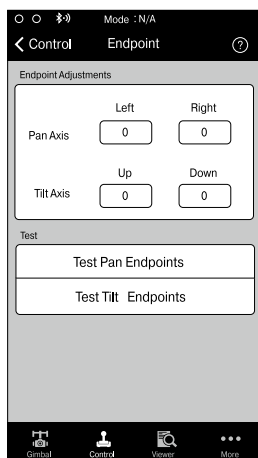 Mode : N/A
Control Endpoint ?
Endpoint Adjustments
Left Right
Pan Axis 0 0
Up Down
Tilt Axis 0 0
Test
Test Pan Endpoints
Test Tilt Endpoints
Gimbal Control Viewer More